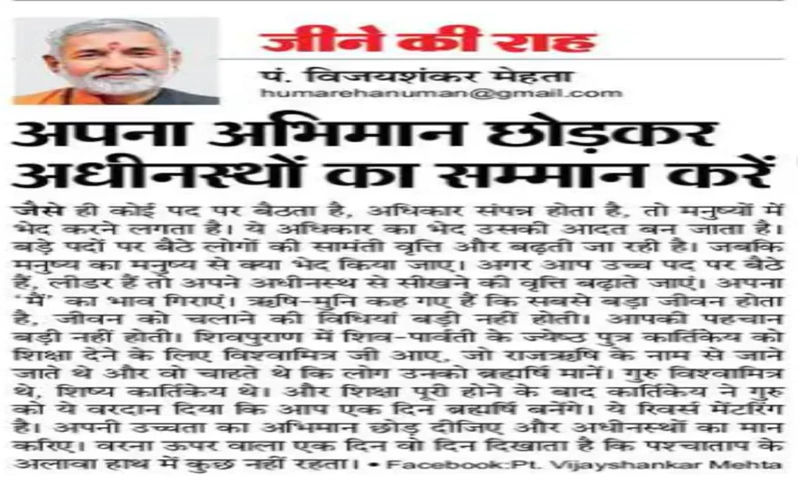 जीने की राह
पं. विजयशंकर मेहता
humarehanuman@gmail.com
अपना अभिमान छोड़कर
अधीनस्थों का सम्मान करें
जैसे ही कोई पद पर बैठता है, अधिकार संपन्न होता है, तो मनुष्यों में
भेद करने लगता है। ये अधिकार का भेद उसकी आदत बन जाता है।
बड़े पदों पर बैठे लोगों की सामंती वृत्ति और बढ़ती जा रही है। जबकि
मनुष्य का मनुष्य से क्या भेद किया जाए। अगर आप उच्च पद पर बैठे
हैं, लीडर हैं तो अपने अधीनस्थ से सीखने की वृत्ति बढ़ाते जाएं। अपना
'मैं' का भाव गिराएं। ऋषि-मुनि कह गए हैं कि सबसे बड़ा जीवन होता
है, जीवन को चलाने की विधियां बड़ी नहीं होती। आपकी पहचान
बड़ी नहीं होती। शिवपुराण में शिव-पार्वती के ज्येष्ठ पुत्र कार्तिकेय को
शिक्षा देने के लिए विश्वामित्र जी आए, जो राजऋषि के नाम से जाने
जाते थे और वो चाहते थे कि लोग उनको ब्रह्मर्षि मानें। गुरु विश्वामित्र
थे, शिष्य कार्तिकेय थे। और शिक्षा पूरी होने के बाद कार्तिकेय ने गुरु
को ये वरदान दिया कि आप एक दिन ब्रह्मर्षि बनेंगे। ये रिवर्स मेंटरिंग
है। अपनी उच्चता का अभिमान छोड़ दीजिए और अधीनस्थों का मान
करिए। वरना ऊपर वाला एक दिन वो दिन दिखाता है कि पश्चाताप के
अलावा हाथ में कुछ नहीं रहता। • Facebook:Pt. Vijayshankar Mehta